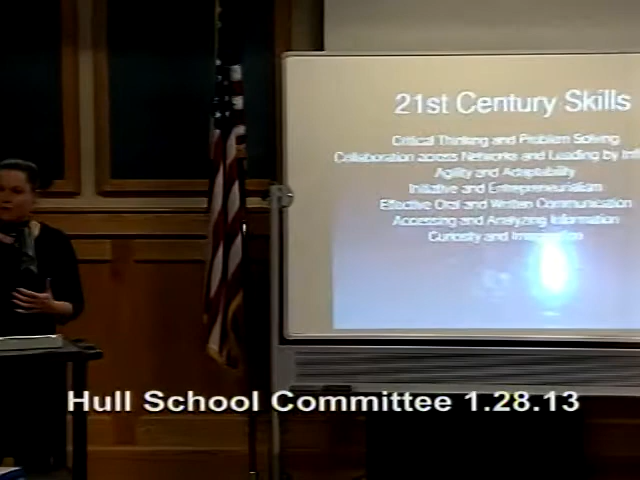 21st Century Skills
Critical Thinking and Problem Solving
Collaboration across Networks and Leading by
Agility and Adaptability
Initiative and Entrepreneurialism
Effective Oral and Written Communication
Accessing and Analyzing Information
Curiosity and
Hull School Committee 1.28.13